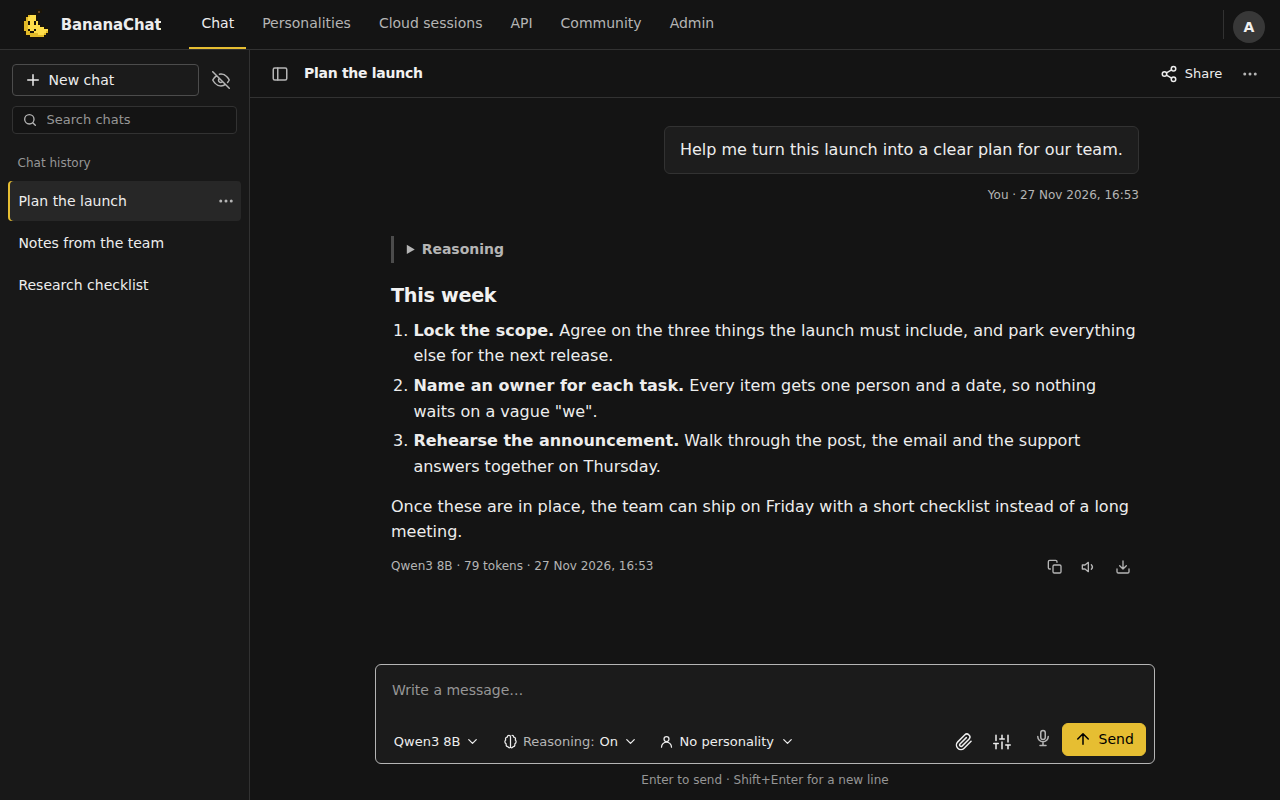 BananaChat
Chat Personalities Cloud sessions API Community Admin
A
New chat
Search chats
Chat history
Plan the launch
Notes from the team
Research checklist
Plan the launch
Share
Help me turn this launch into a clear plan for our team.
You · 27 Nov 2026, 16:53
Reasoning
This week
1. Lock the scope. Agree on the three things the launch must include, and park everything
else for the next release.
2. Name an owner for each task. Every item gets one person and a date, so nothing
waits on a vague "we".
3. Rehearse the announcement. Walk through the post, the email and the support
answers together on Thursday.
Once these are in place, the team can ship on Friday with a short checklist instead of a long
meeting.
Qwen3 8B · 79 tokens · 27 Nov 2026, 16:53
Write a message…
Qwen3 8B Reasoning: On No personality Send
Enter to send · Shift+Enter for a new line